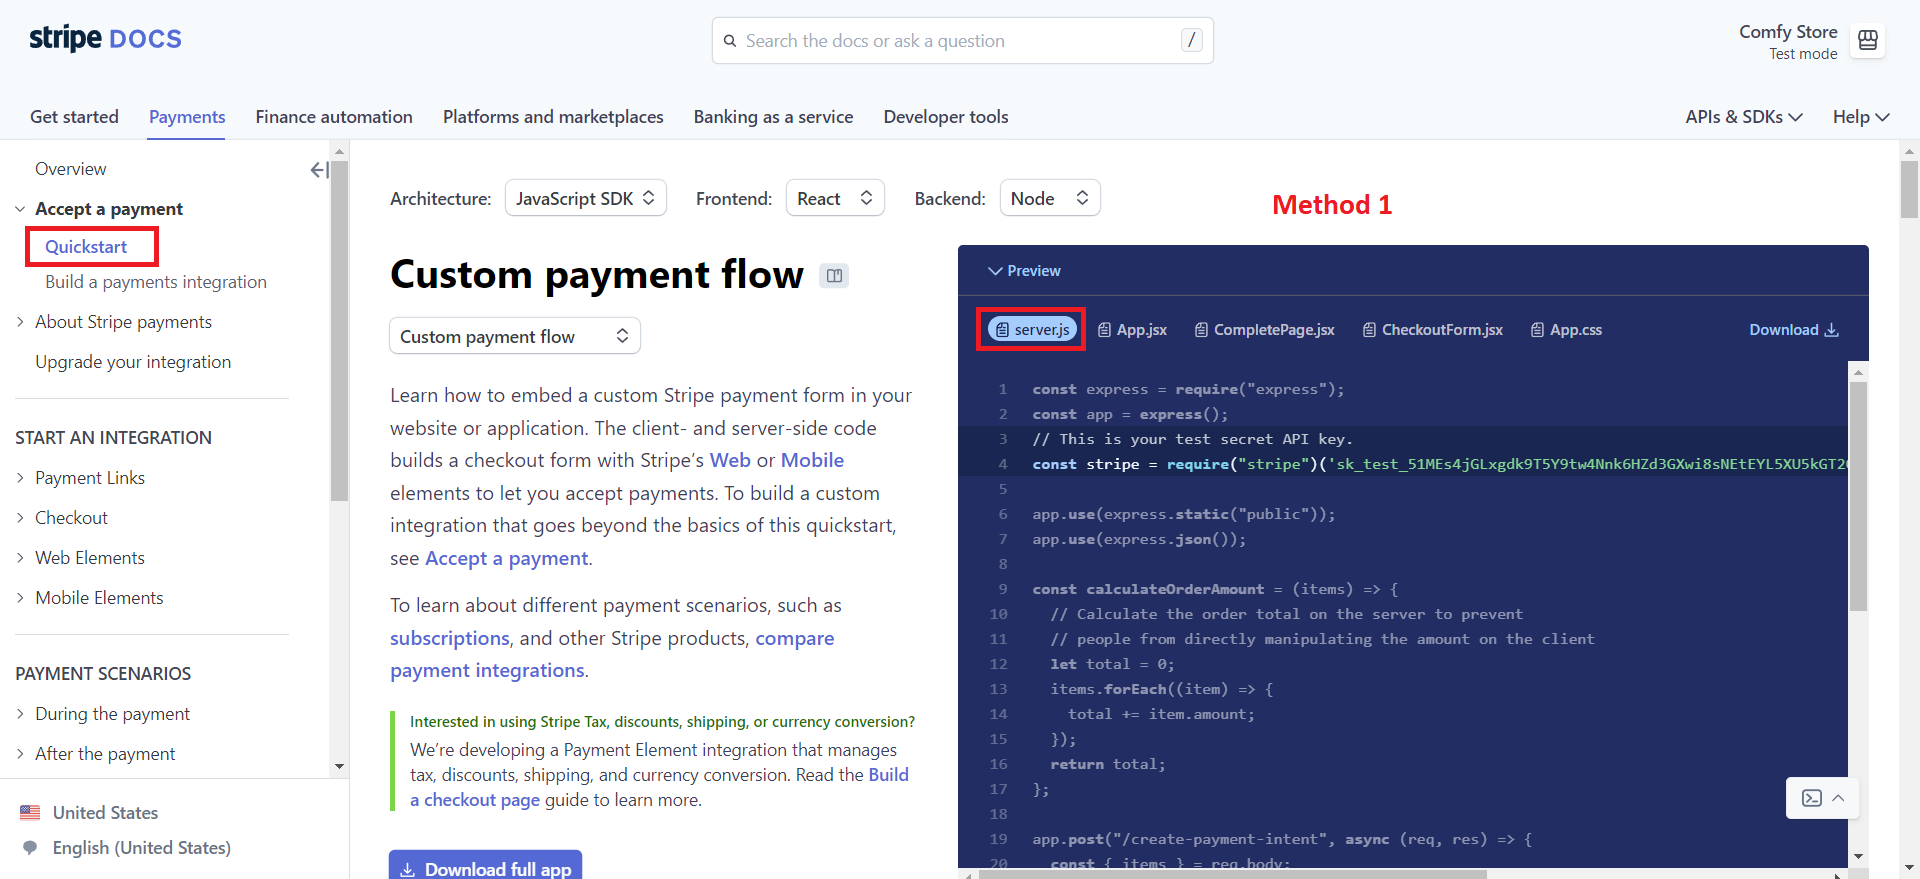 stripe DOCS
Search the docs or ask a question
/
Comfy Store
Test mode
Get started
Payments
Finance automation
Platforms and marketplaces
Banking as a service
Developer tools
APIs & SDKs
Help
Overview
Accept a payment
Quickstart
Build a payments integration
About Stripe payments
Upgrade your integration
START AN INTEGRATION
Payment Links
Checkout
Web Elements
Mobile Elements
PAYMENT SCENARIOS
During the payment
After the payment
United States
English (United States)
Architecture: JavaScript SDK Frontend: React Backend: Node
Method 1
Custom payment flow
Custom payment flow
Learn how to embed a custom Stripe payment form in your
website or application. The client- and server-side code
builds a checkout form with Stripe’s Web or Mobile
elements to let you accept payments. To build a custom
integration that goes beyond the basics of this quickstart,
see Accept a payment.
To learn about different payment scenarios, such as
subscriptions, and other Stripe products, compare
payment integrations.
Interested in using Stripe Tax, discounts, shipping, or currency conversion?
We’re developing a Payment Element integration that manages
tax, discounts, shipping, and currency conversion. Read the Build
a checkout page guide to learn more.
Download full app
Preview
server.js App.jsx CompletePage.jsx CheckoutForm.jsx App.css Download
1 const express = require("express");
2 const app = express();
3 // This is your test secret API key.
4 const stripe = require("stripe")('sk_test_51MEs4jGLxgdk9T5Y9tw4Nnk6HZd3GXwi8sNEtEYL5XU5kGT2
5
6 app.use(express.static("public"));
7 app.use(express.json());
8
9 const calculateOrderAmount = (items) => {
10 // Calculate the order total on the server to prevent
11 // people from directly manipulating the amount on the client
12 let total = 0;
13 items.forEach((item) => {
14 total += item.amount;
15 });
16 return total;
17 };
18
19 app.post("/create-payment-intent", async (req, res) => {
20 const { items } = req.body;